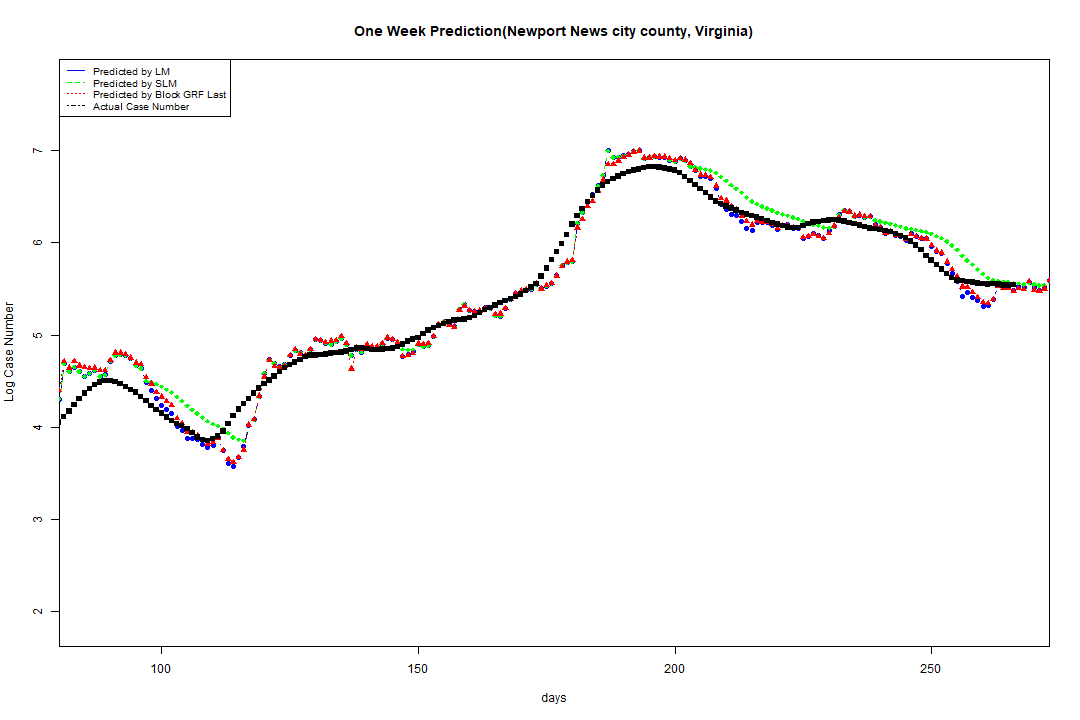 One Week Prediction(Newport News city county, Virginia)
Predicted by LM
Predicted by SLM
Predicted by Block GRF Last
Actual Case Number
7
6
5
4
3
2
Log Case Number
100 150 200 250
days